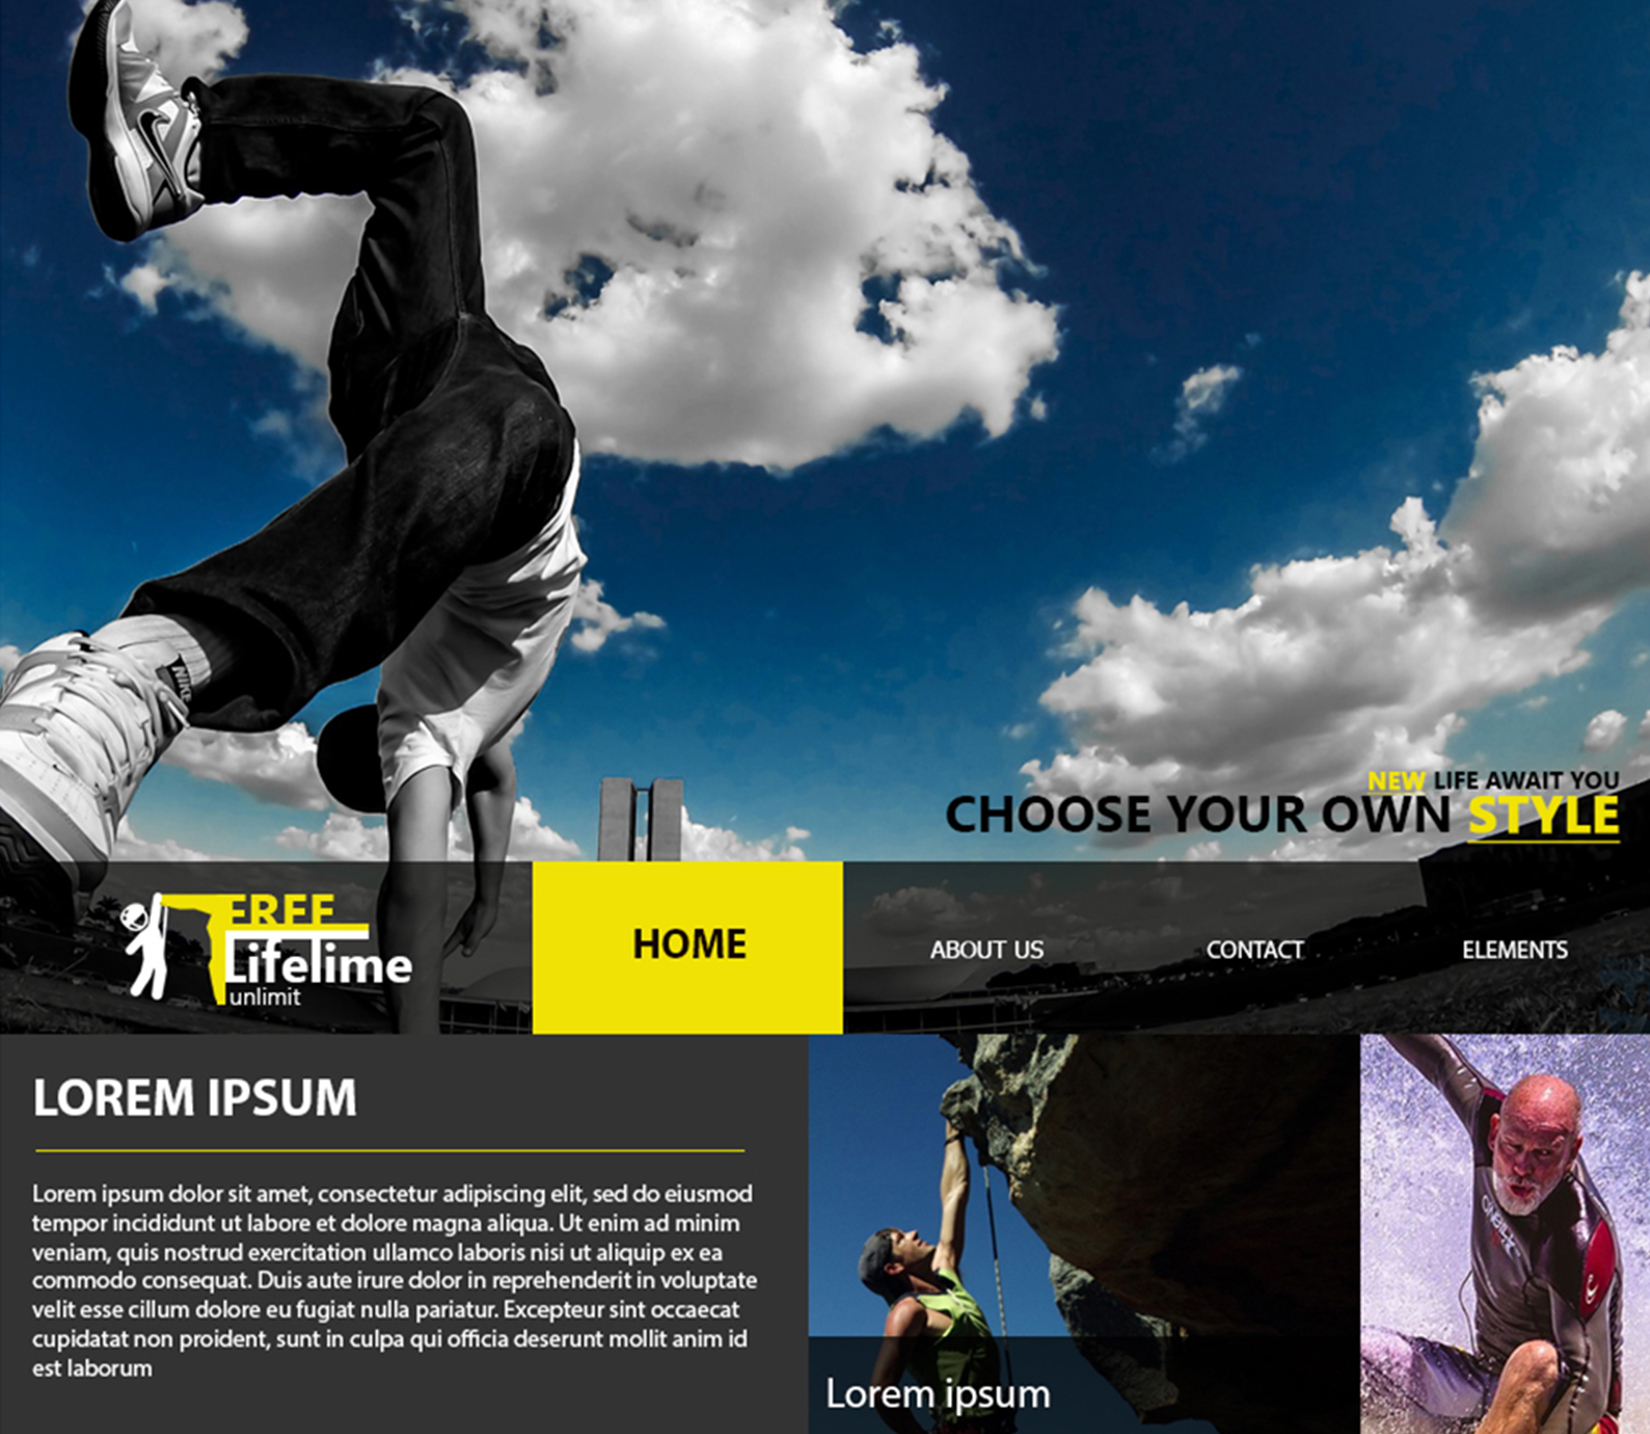 NIKE
NEW LIFE AWAIT YOU
CHOOSE YOUR OWN STYLE
FREE
LifeTime
unlimit
HOME
ABOUT US
CONTACT
ELEMENTS
LOREM IPSUM
Lorem ipsum dolor sit amet, consectetur adipiscing elit, sed do eiusmod
tempor incididunt ut labore et dolore magna aliqua. Ut enim ad minim
veniam, quis nostrud exercitation ullamco laboris nisi ut aliquip ex ea
commodo consequat. Duis aute irure dolor in reprehenderit in voluptate
velit esse cillum dolore eu fugiat nulla pariatur. Excepteur sint occaecat
cupidatat non proident, sunt in culpa qui officia deserunt mollit anim id
est laborum
Lorem ipsum